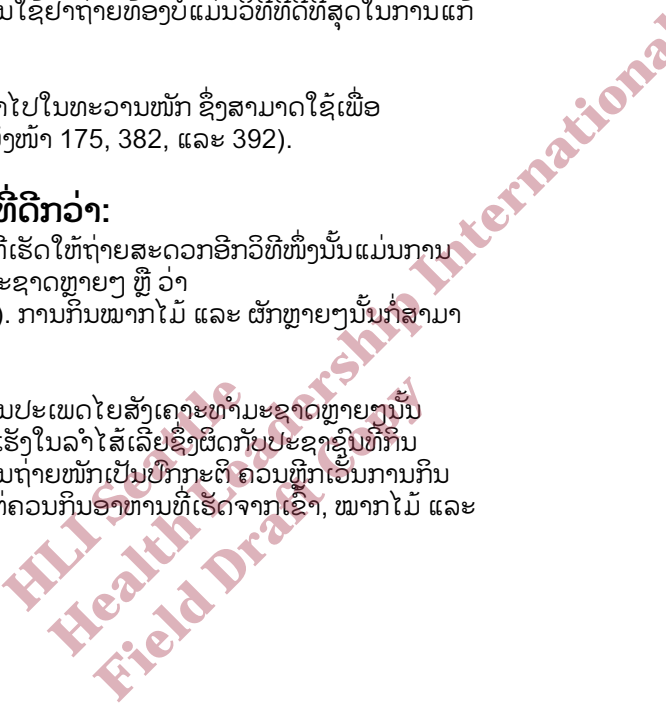 ນໃຊ້ຢາຖ່າຍທ້ອງບໍ່ແມ່ນວິທີທີ່ດີທີ່ສຸດໃນການແກ້
າໄປໃນທະວານໜັກ ຊຶ່ງສາມາດໃຊ້ເພື່ອ
ໜ້າ 175, 382, ແລະ 392).
ທີ່ດີກວ່າ:
ທີ່ເຮັດໃຫ້ຖ່າຍສະດວກອີກວິທີໜຶ່ງນັ້ນແມ່ນການ
ະຊາດຫຼາຍໆ ຫຼື ວ່າ
). ການກິນໝາກໄມ້ ແລະ ຜັກຫຼາຍໆນັ້ນກໍ່ສາມາ
ນປະເພດໄຍສັງເຄາະທຳມະຊາດຫຼາຍໆນັ້ນ
ເຮັງໃນລຳໄສ້ເລີຍຊຶ່ງຜິດກັບປະຊາຊົນທີ່ກິນ
ນຖ່າຍໜັກເປັນປົກກະຕິ ຄວນຫຼີກເວັ້ນການກິນ
ຕ່ຄວນກິນອາຫານທີ່ເຮັດຈາກເຂົ້າ, ໝາກໄມ້ ແລະ
HLI Seattle
Health Leadership International
Field Draft Copy